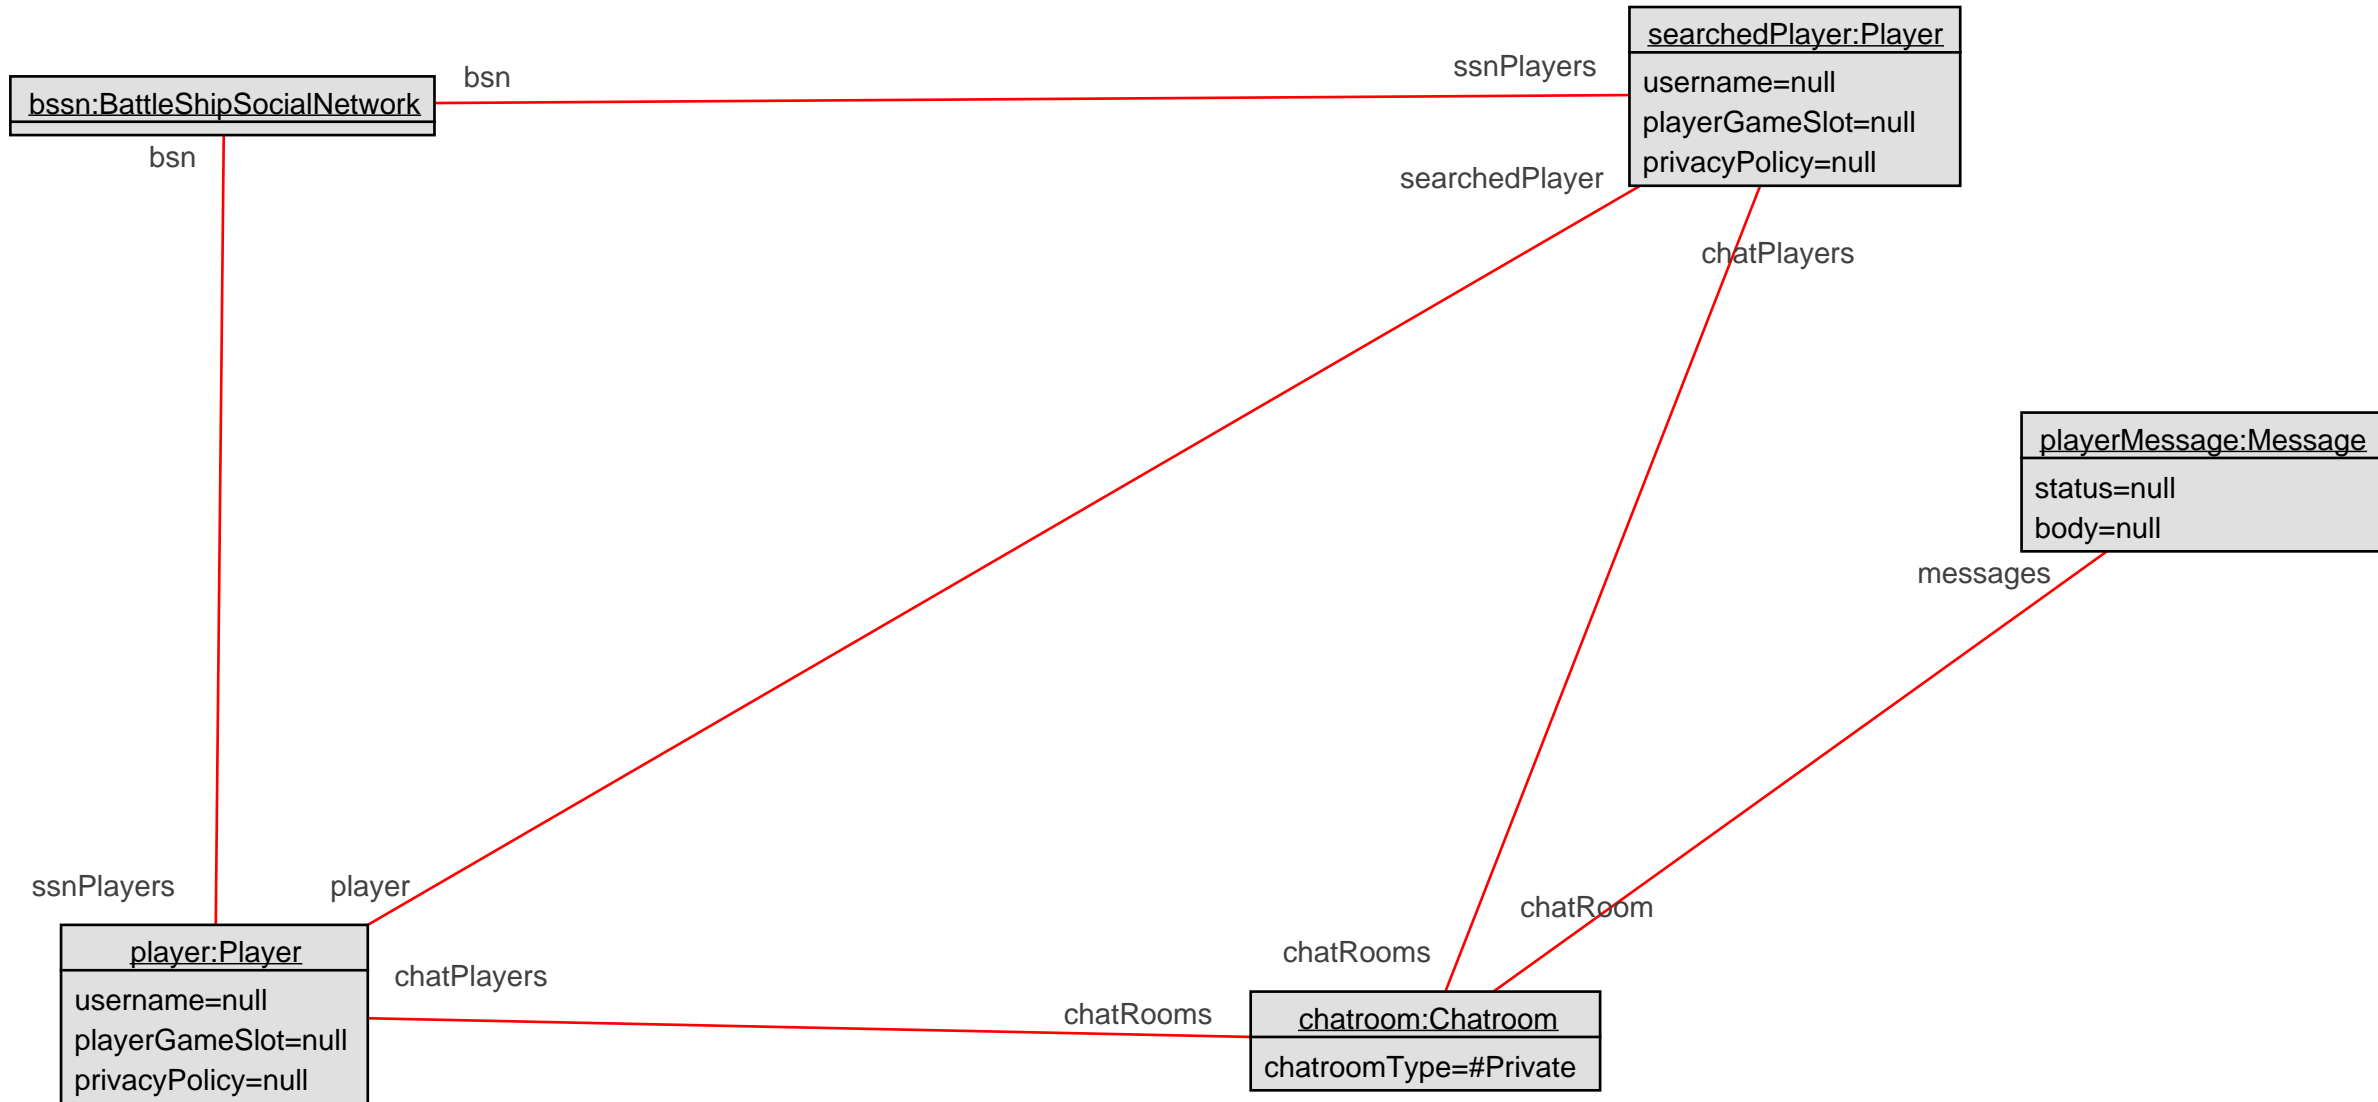 searchedPlayer:Player
username=null
playerGameSlot=null
privacyPolicy=null
bsn
ssnPlayers
bssn:BattleShipSocialNetwork
bsn
searchedPlayer
chatPlayers
playerMessage:Message
status=null
body=null
messages
ssnPlayers
player
chatRoom
chatRooms
player:Player
username=null
playerGameSlot=null
privacyPolicy=null
chatPlayers
chatRooms
chatroom:Chatroom
chatroomType=#Private